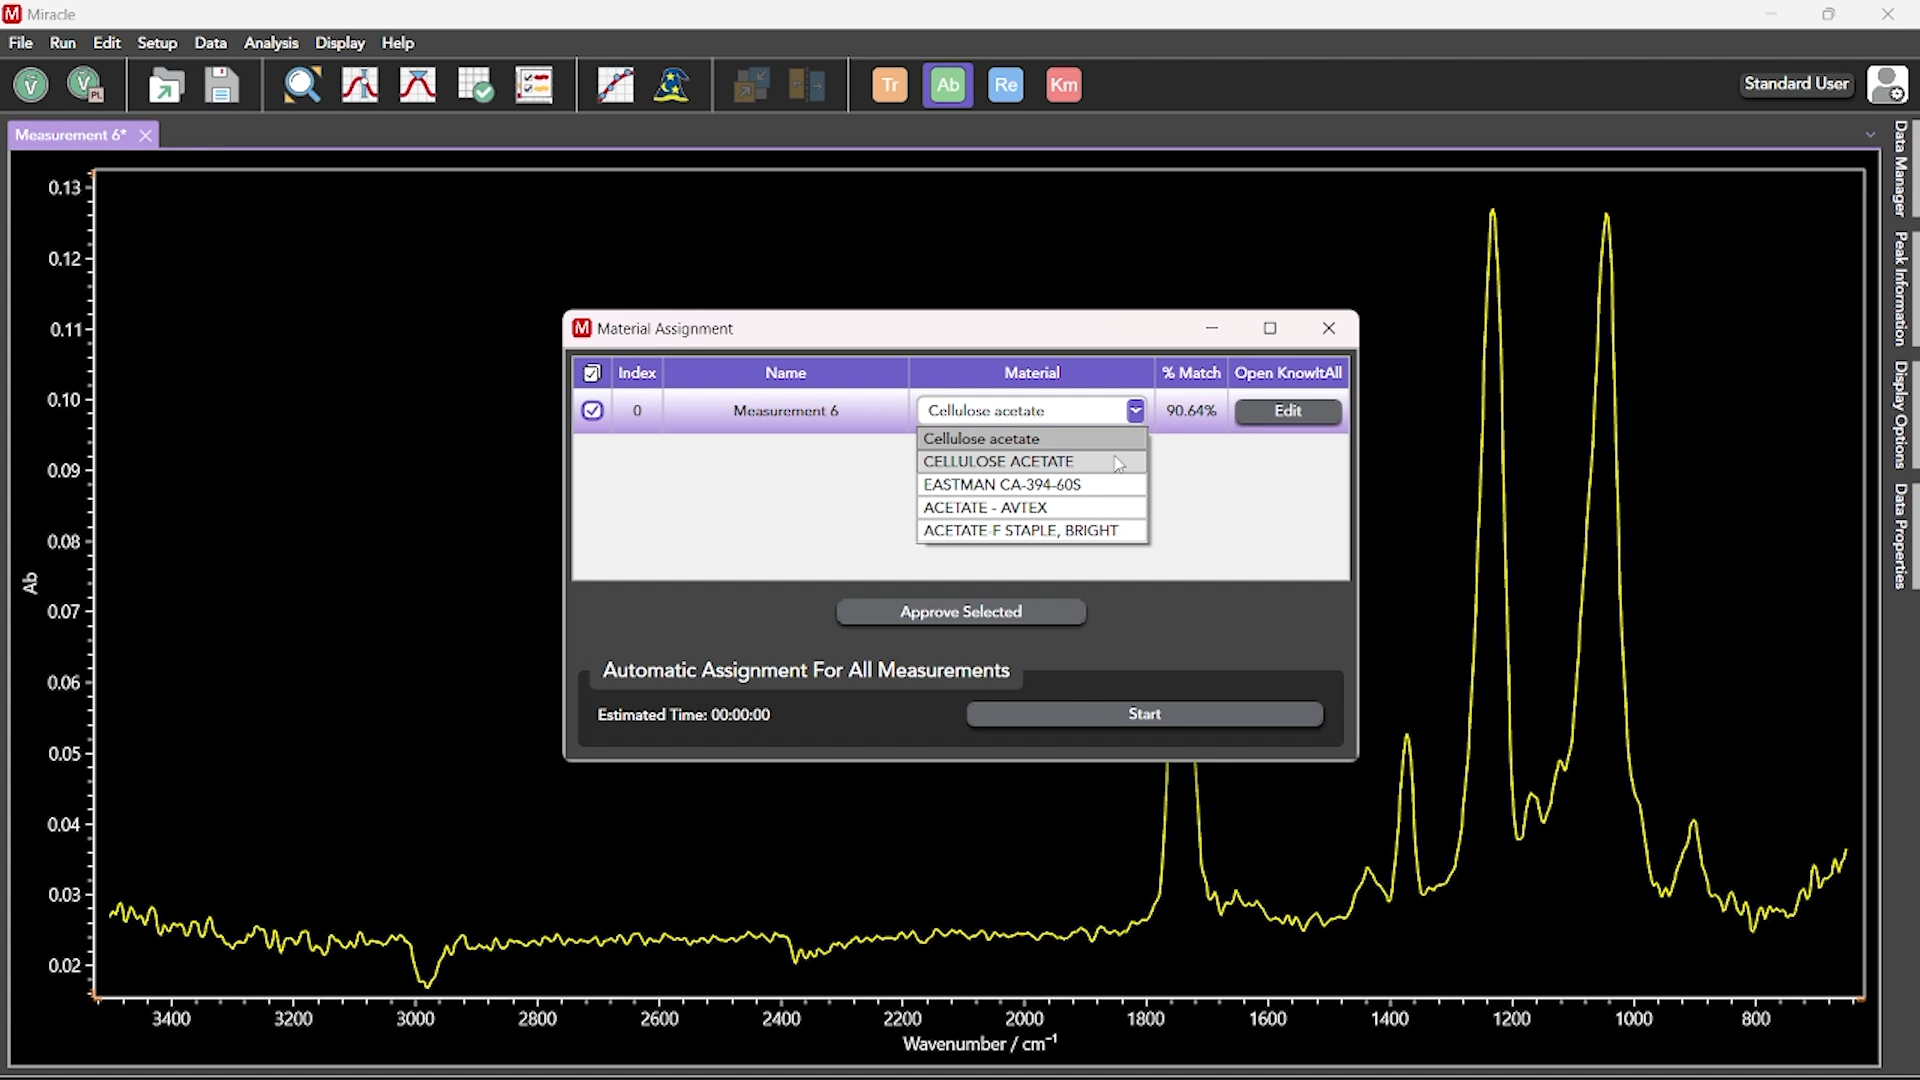 Miracle
File Run Edit Setup Data Analysis Display Help
PL
Tr Ab Re Km
Standard User
Measurement 6*
Data Manager
Peak Information
Display Options
Data Properties
0.13
0.12
0.11
0.10
0.09
0.08
Ab
0.07
0.06
0.05
0.04
0.03
0.02
Material Assignment
Index Name Material % Match Open KnowItAll
0 Measurement 6 Cellulose acetate 90.64% Edit
Cellulose acetate
CELLULOSE ACETATE
EASTMAN CA-394-60S
ACETATE - AVTEX
ACETATE-F STAPLE, BRIGHT
Approve Selected
Automatic Assignment For All Measurements
Estimated Time: 00:00:00 Start
3400 3200 3000 2800 2600 2400 2200 2000 1800 1600 1400 1200 1000 800
Wavenumber / cm⁻¹